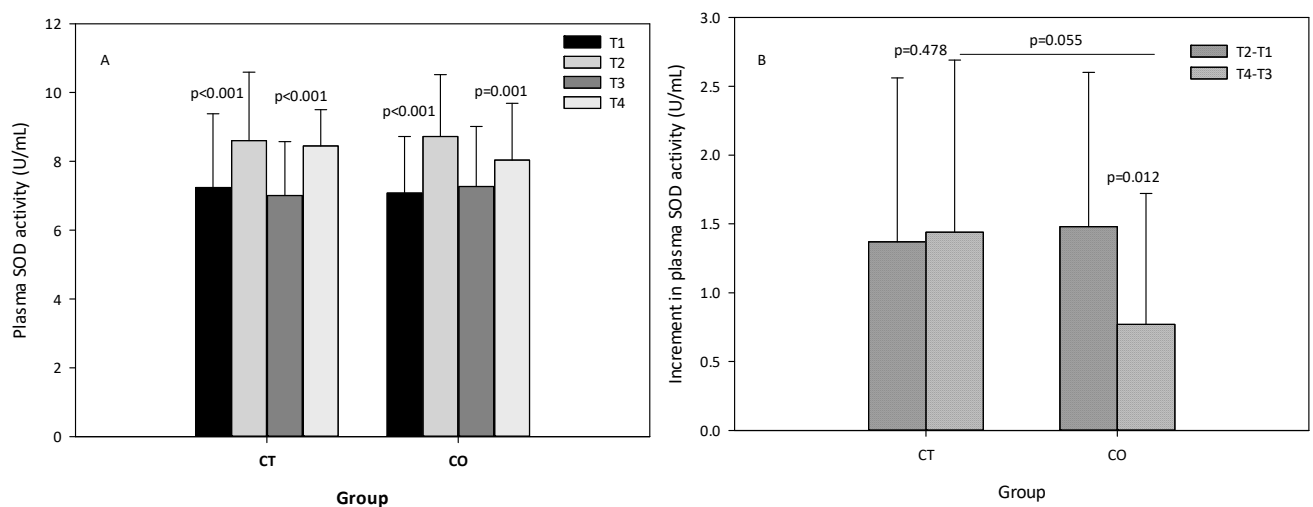 A
T1
T2
T3
T4
Plasma SOD activity (U/mL)
12
10
8
6
4
2
0
p<0.001
p<0.001
p<0.001
p=0.001
CT
CO
Group
B
T2-T1
T4-T3
Increment in plasma SOD activity (U/mL)
3.0
2.5
2.0
1.5
1.0
0.5
0.0
p=0.478
p=0.055
p=0.012
CT
CO
Group